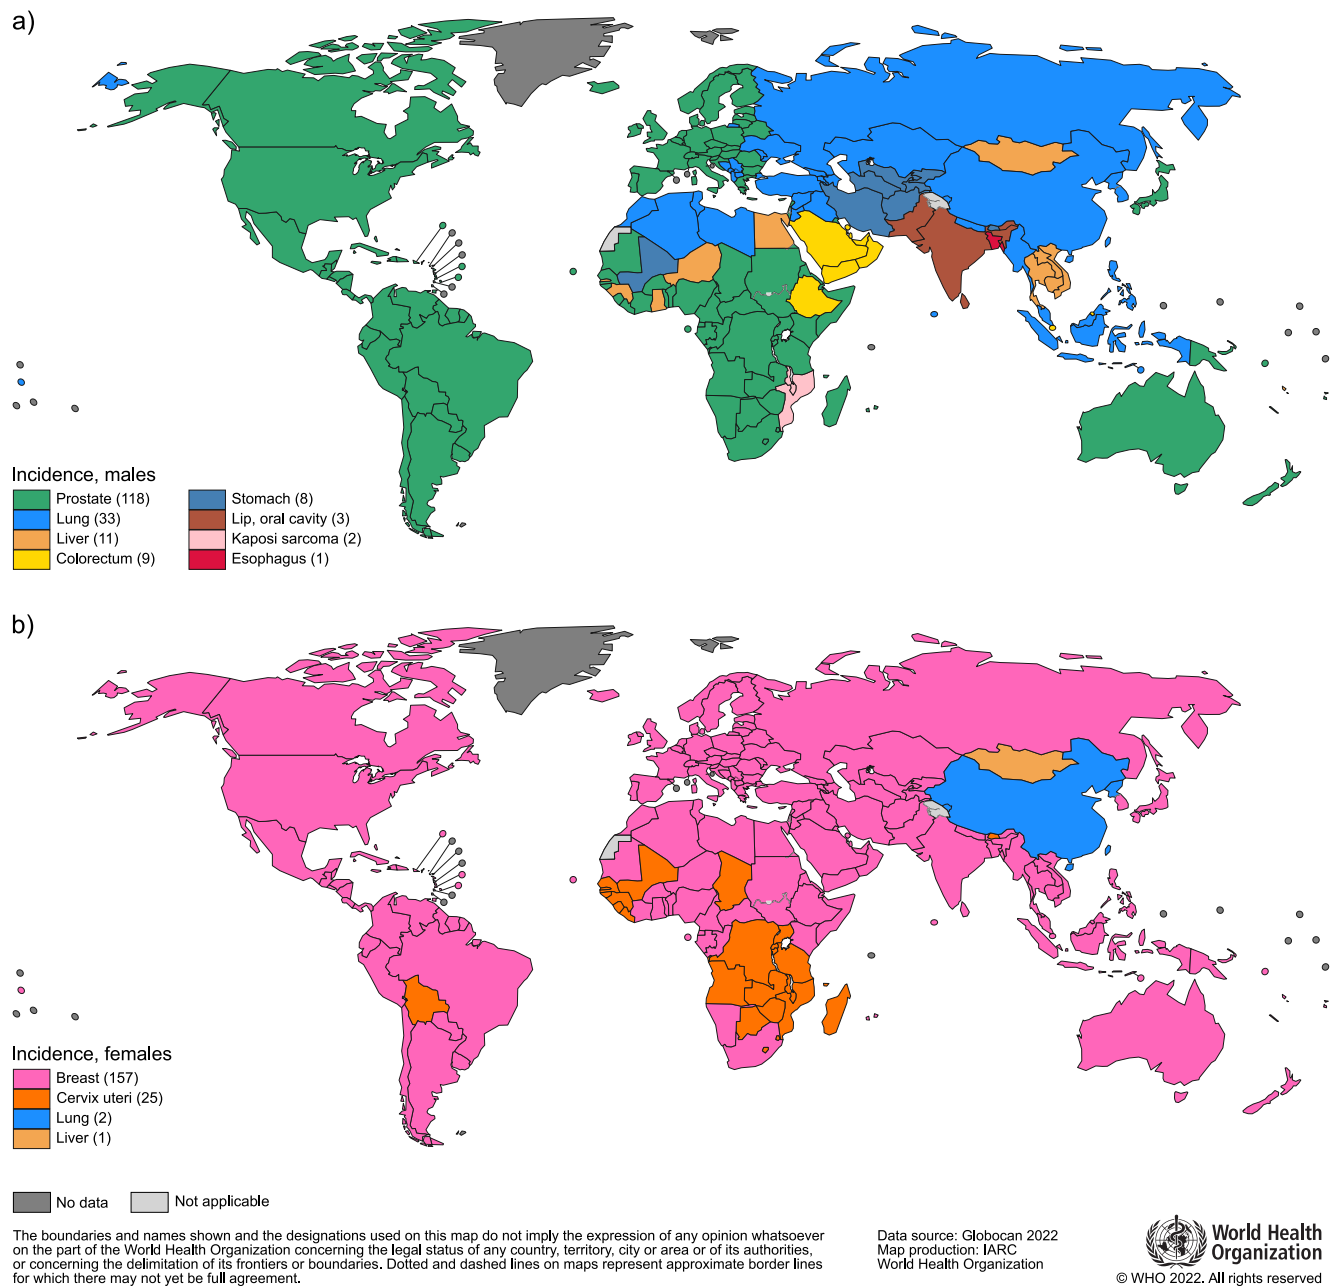 a)
Incidence, males
Prostate (118)
Lung (33)
Liver (11)
Colorectum (9)
Stomach (8)
Lip, oral cavity (3)
Kaposi sarcoma (2)
Esophagus (1)
b)
Incidence, females
Breast (157)
Cervix uteri (25)
Lung (2)
Liver (1)
No data
Not applicable
The boundaries and names shown and the designations used on this map do not imply the expression of any opinion whatsoever
on the part of the World Health Organization concerning the legal status of any country, territory, city or area or of its authorities,
or concerning the delimitation of its frontiers or boundaries. Dotted and dashed lines on maps represent approximate border lines
for which there may not yet be full agreement.
Data source: Globocan 2022
Map production: IARC
World Health Organization
World Health
Organization
© WHO 2022. All rights reserved